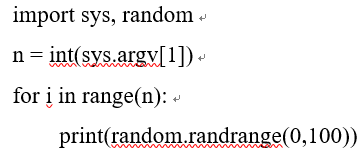 import sys, random
n = int(sys.argv[1])
for i in range(n):
print(random.randrange(0,100))